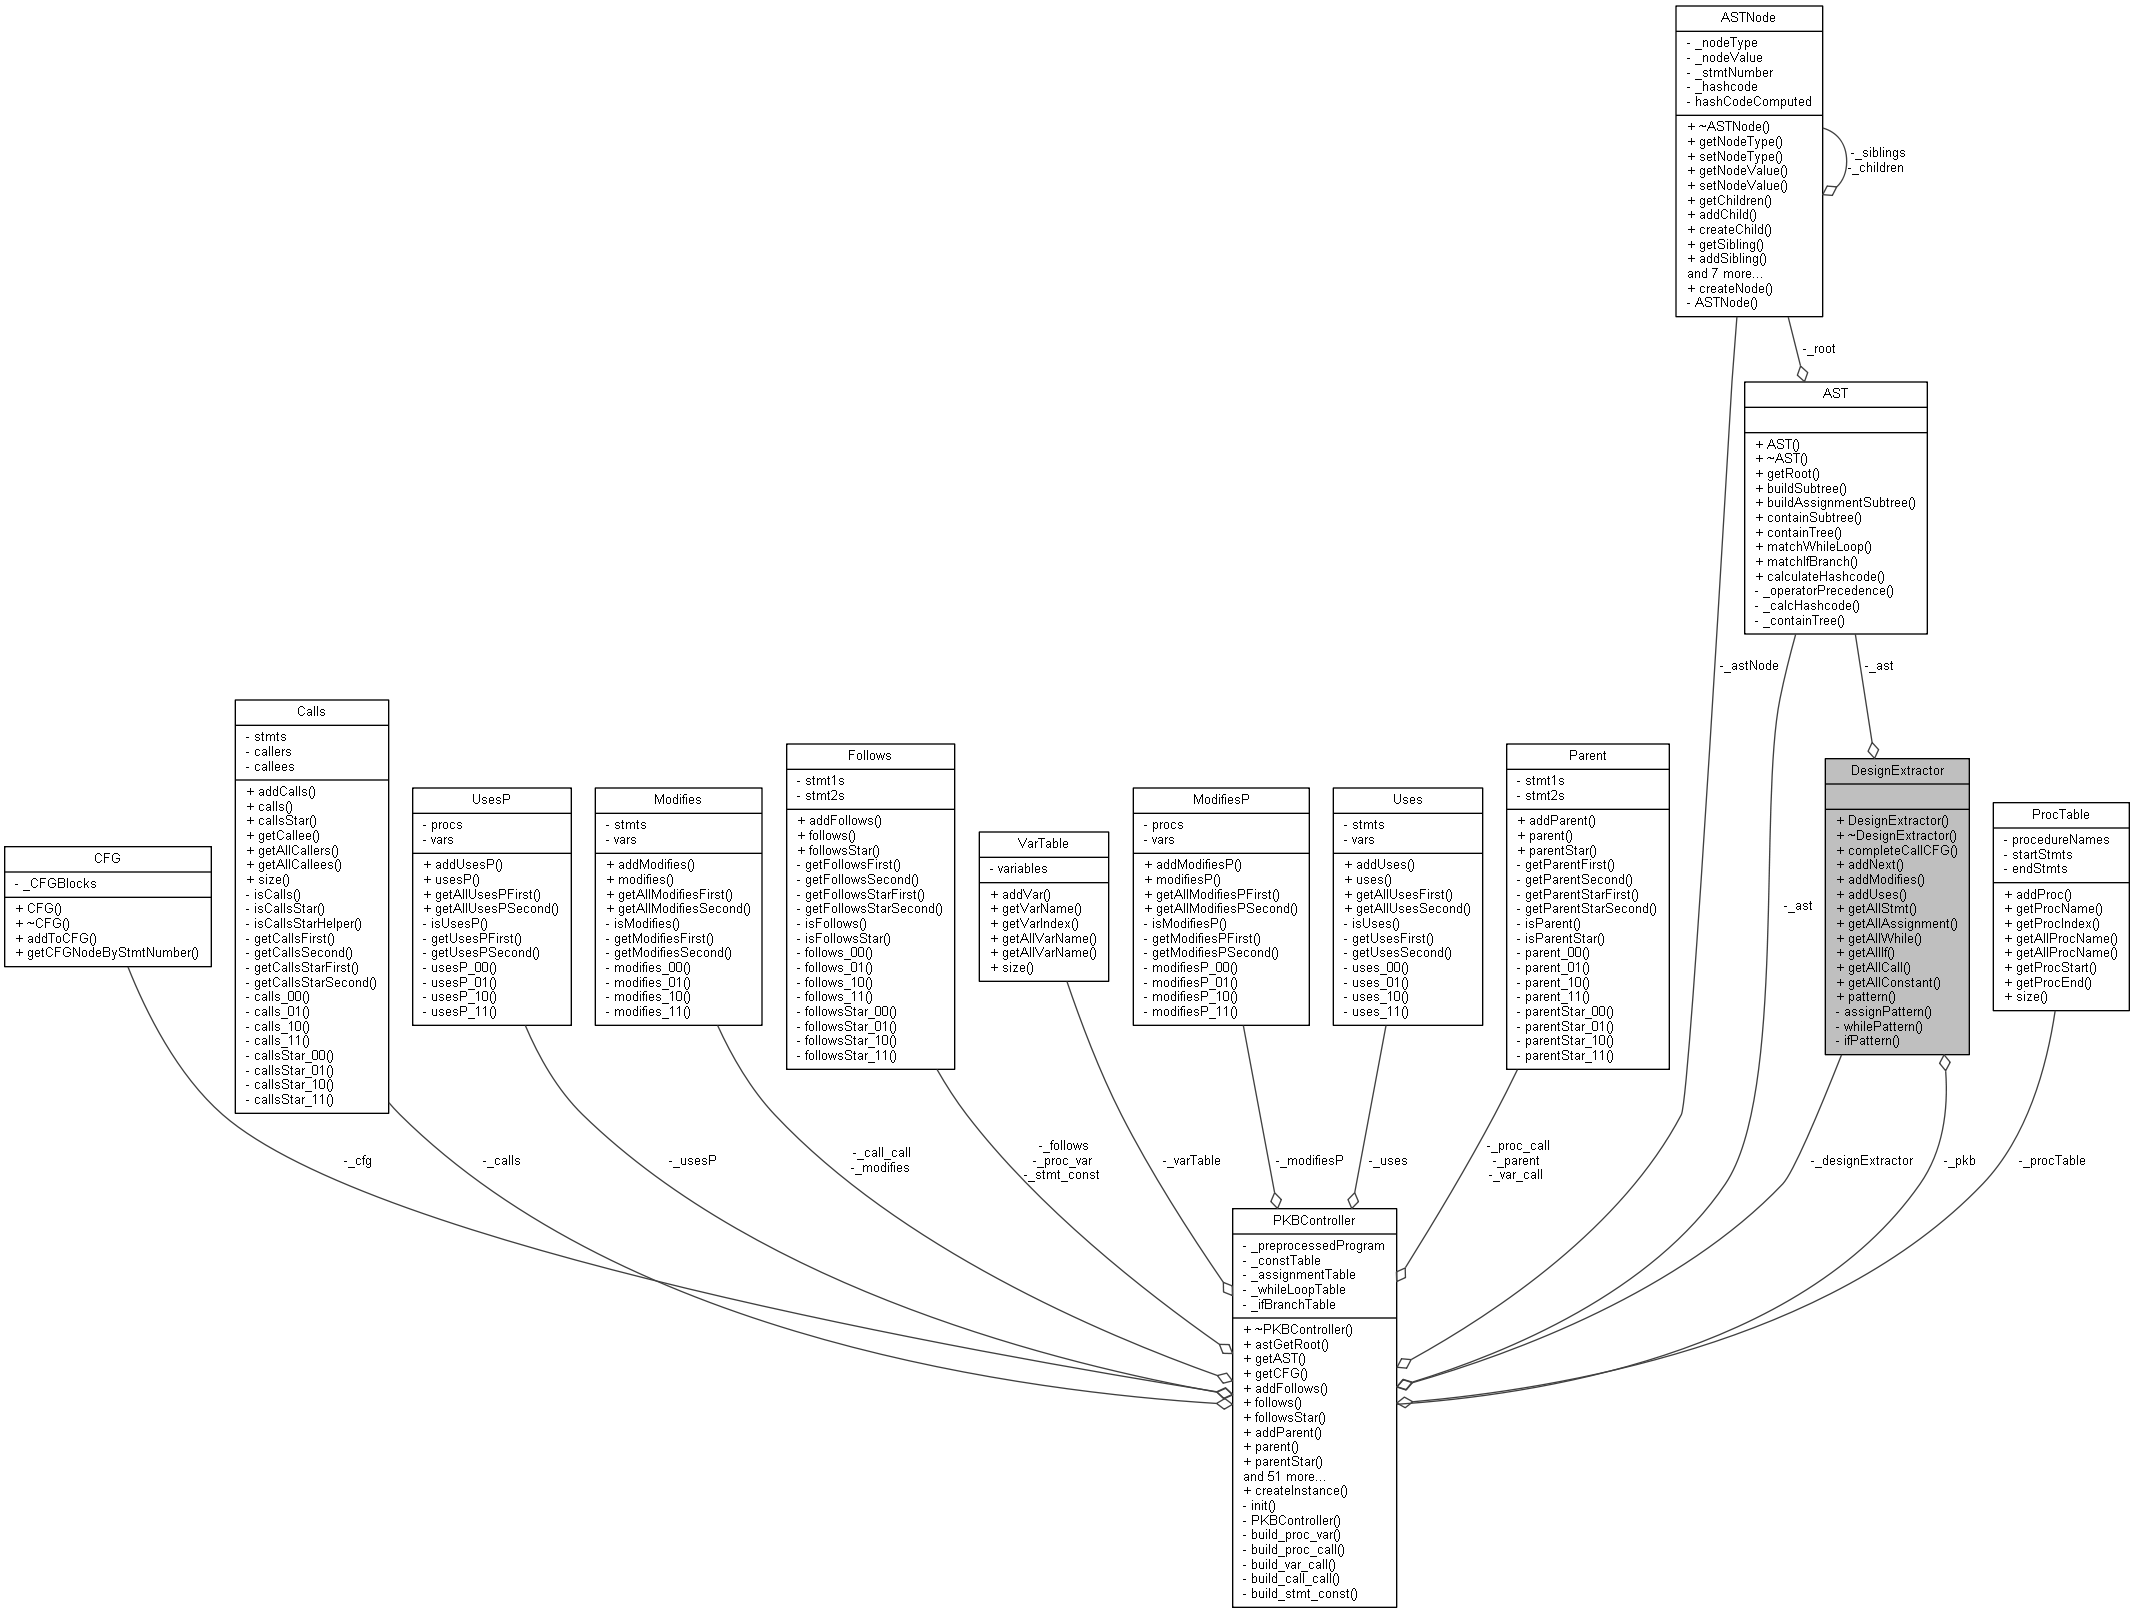 ASTNode
- _nodeType
- _nodeValue
- _stmtNumber
- _hashcode
- hashCodeComputed
+ ~ASTNode()
+ getNodeType()
+ setNodeType()
+ getNodeValue()
+ setNodeValue()
+ getChildren()
+ addChild()
+ createChild()
+ getSibling()
+ addSibling()
and 7 more...
+ createNode()
- ASTNode()
-_siblings
-_children
-_root
AST
+ AST()
+ ~AST()
+ getRoot()
+ buildSubtree()
+ buildAssignmentSubtree()
+ containSubtree()
+ containTree()
+ matchWhileLoop()
+ matchIfBranch()
+ calculateHashcode()
- _operatorPrecedence()
- _calcHashcode()
- _containTree()
-_astNode
-_ast
CFG
- _CFGBlocks
+ CFG()
+ ~CFG()
+ addToCFG()
+ getCFGNodeByStmtNumber()
Calls
- stmts
- callers
- callees
+ addCalls()
+ calls()
+ callsStar()
+ getCallee()
+ getAllCallers()
+ getAllCallees()
+ size()
- isCalls()
- isCallsStar()
- isCallsStarHelper()
- getCallsFirst()
- getCallsSecond()
- getCallsStarFirst()
- getCallsStarSecond()
- calls_00()
- calls_01()
- calls_10()
- calls_11()
- callsStar_00()
- callsStar_01()
- callsStar_10()
- callsStar_11()
UsesP
- procs
- vars
+ addUsesP()
+ usesP()
+ getAllUsesPFirst()
+ getAllUsesPSecond()
- isUsesP()
- getUsesPFirst()
- getUsesPSecond()
- usesP_00()
- usesP_01()
- usesP_10()
- usesP_11()
Modifies
- stmts
- vars
+ addModifies()
+ modifies()
+ getAllModifiesFirst()
+ getAllModifiesSecond()
- isModifies()
- getModifiesFirst()
- getModifiesSecond()
- modifies_00()
- modifies_01()
- modifies_10()
- modifies_11()
Follows
- stmt1s
- stmt2s
+ addFollows()
+ follows()
+ followsStar()
- getFollowsFirst()
- getFollowsSecond()
- getFollowsStarFirst()
- getFollowsStarSecond()
- isFollows()
- isFollowsStar()
- follows_00()
- follows_01()
- follows_10()
- follows_11()
- followsStar_00()
- followsStar_01()
- followsStar_10()
- followsStar_11()
VarTable
- variables
+ addVar()
+ getVarName()
+ getVarIndex()
+ getAllVarName()
+ getAllVarName()
+ size()
ModifiesP
- procs
- vars
+ addModifiesP()
+ modifiesP()
+ getAllModifiesPFirst()
+ getAllModifiesPSecond()
- isModifiesP()
- getModifiesPFirst()
- getModifiesPSecond()
- modifiesP_00()
- modifiesP_01()
- modifiesP_10()
- modifiesP_11()
Uses
- stmts
- vars
+ addUses()
+ uses()
+ getAllUsesFirst()
+ getAllUsesSecond()
- isUses()
- getUsesFirst()
- getUsesSecond()
- uses_00()
- uses_01()
- uses_10()
- uses_11()
Parent
- stmt1s
- stmt2s
+ addParent()
+ parent()
+ parentStar()
- getParentFirst()
- getParentSecond()
- getParentStarFirst()
- getParentStarSecond()
- isParent()
- isParentStar()
- parent_00()
- parent_01()
- parent_10()
- parent_11()
- parentStar_00()
- parentStar_01()
- parentStar_10()
- parentStar_11()
-_ast
DesignExtractor
+ DesignExtractor()
+ ~DesignExtractor()
+ completeCallCFG()
+ addNext()
+ addModifies()
+ addUses()
+ getAllStmt()
+ getAllAssignment()
+ getAllWhile()
+ getAllIf()
+ getAllCall()
+ getAllConstant()
+ pattern()
- assignPattern()
- whilePattern()
- ifPattern()
ProcTable
- procedureNames
- startStmts
- endStmts
+ addProc()
+ getProcName()
+ getProcIndex()
+ getAllProcName()
+ getAllProcName()
+ getProcStart()
+ getProcEnd()
+ size()
-_cfg
-_calls
-_usesP
-_call_call
-_modifies
-_follows
-_proc_var
-_stmt_const
-_varTable
-_modifiesP
-_uses
-_proc_call
-_parent
-_var_call
-_designExtractor
-_pkb
-_procTable
PKBController
- _preprocessedProgram
- _constTable
- _assignmentTable
- _whileLoopTable
- _ifBranchTable
+ ~PKBController()
+ astGetRoot()
+ getAST()
+ getCFG()
+ addFollows()
+ follows()
+ followsStar()
+ addParent()
+ parent()
+ parentStar()
and 51 more...
+ createInstance()
- init()
- PKBController()
- build_proc_var()
- build_proc_call()
- build_var_call()
- build_call_call()
- build_stmt_const()